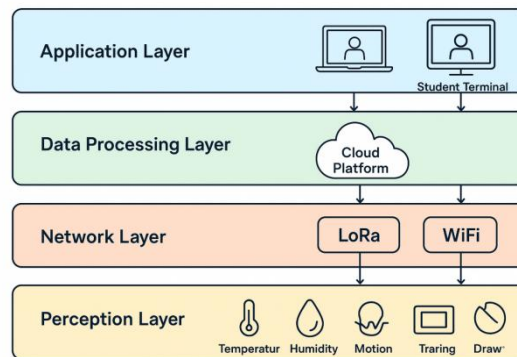 Application Layer
Student Terminal
Data Processing Layer
Cloud
Platform
Network Layer
LoRa
WiFi
Perception Layer
Temperatur
Humidity
Motion
Traring
Draw